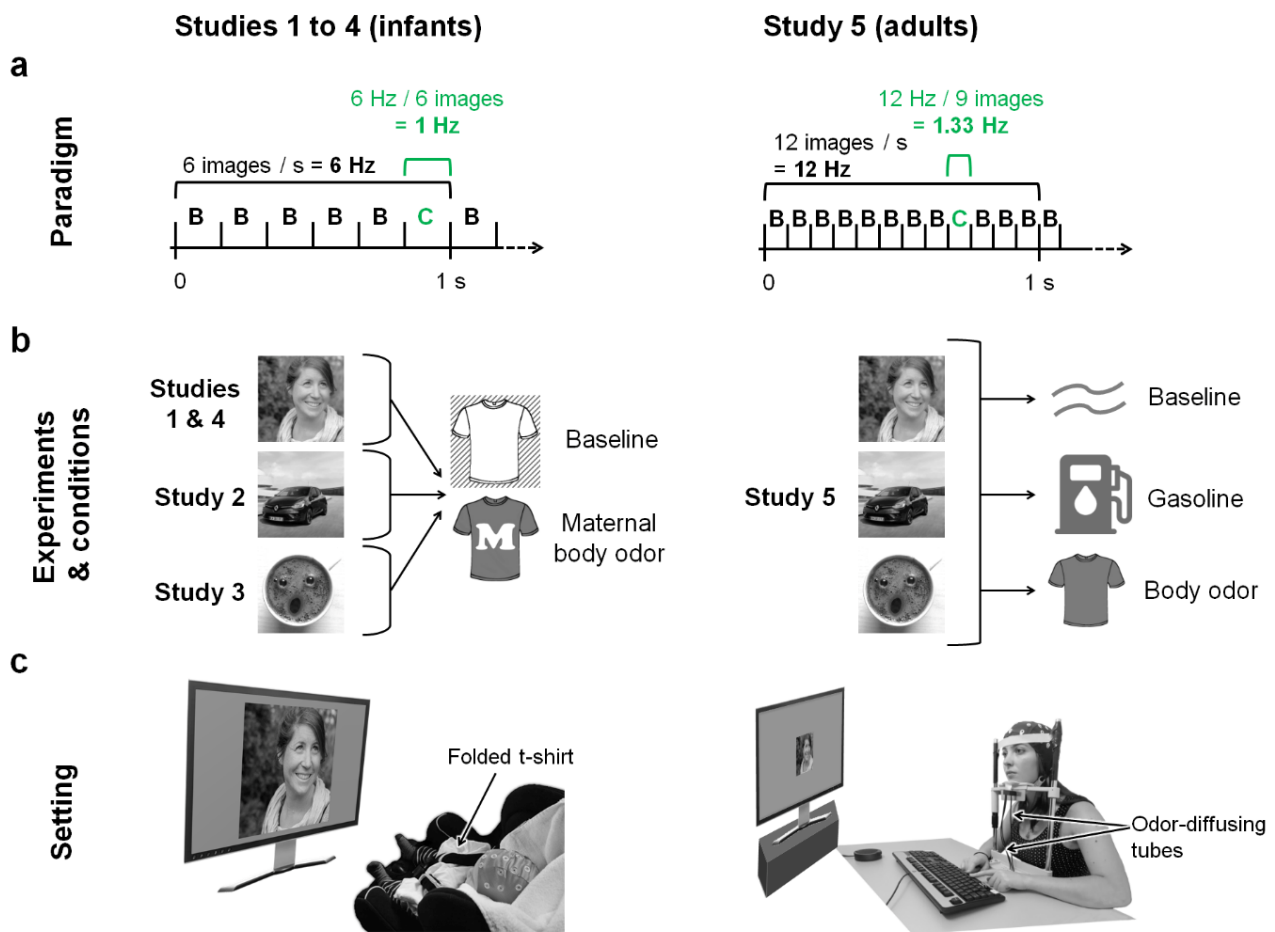 Studies 1 to 4 (infants)
Study 5 (adults)
a
Paradigm
6 Hz / 6 images
= 1 Hz
6 images / s = 6 Hz
B B B B B C B
0
1 s
12 Hz / 9 images
= 1.33 Hz
12 images / s
= 12 Hz
B B B B B B B B C B B B B
0
1 s
b
Experiments
& conditions
Studies
1 & 4
Study 2
Study 3
Baseline
M
Maternal
body odor
Study 5
Baseline
Gasoline
Body odor
c
Setting
Folded t-shirt
Odor-diffusing
tubes